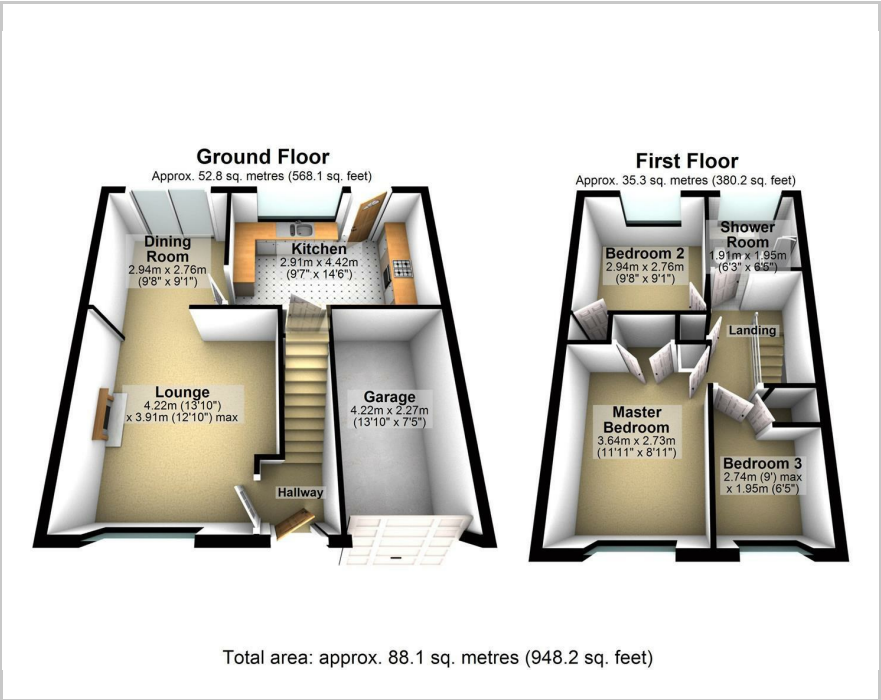 Ground Floor
Approx. 52.8 sq. metres (568.1 sq. feet)
Dining
Room
2.94m x 2.76m
(9'8" x 9'1")
Kitchen
2.91m x 4.42m
(9'7" x 14'6")
Lounge
4.22m (13'10")
x 3.91m (12'10") max
Garage
4.22m x 2.27m
(13'10" x 7'5")
Hallway
First Floor
Approx. 35.3 sq. metres (380.2 sq. feet)
Bedroom 2
2.94m x 2.76m
(9'8" x 9'1")
Shower
Room
1.91m x 1.95m
(6'3" x 6'5")
Landing
Master
Bedroom
3.64m x 2.73m
(11'11" x 8'11")
Bedroom 3
2.74m (9') max
x 1.95m (6'5")
Total area: approx. 88.1 sq. metres (948.2 sq. feet)